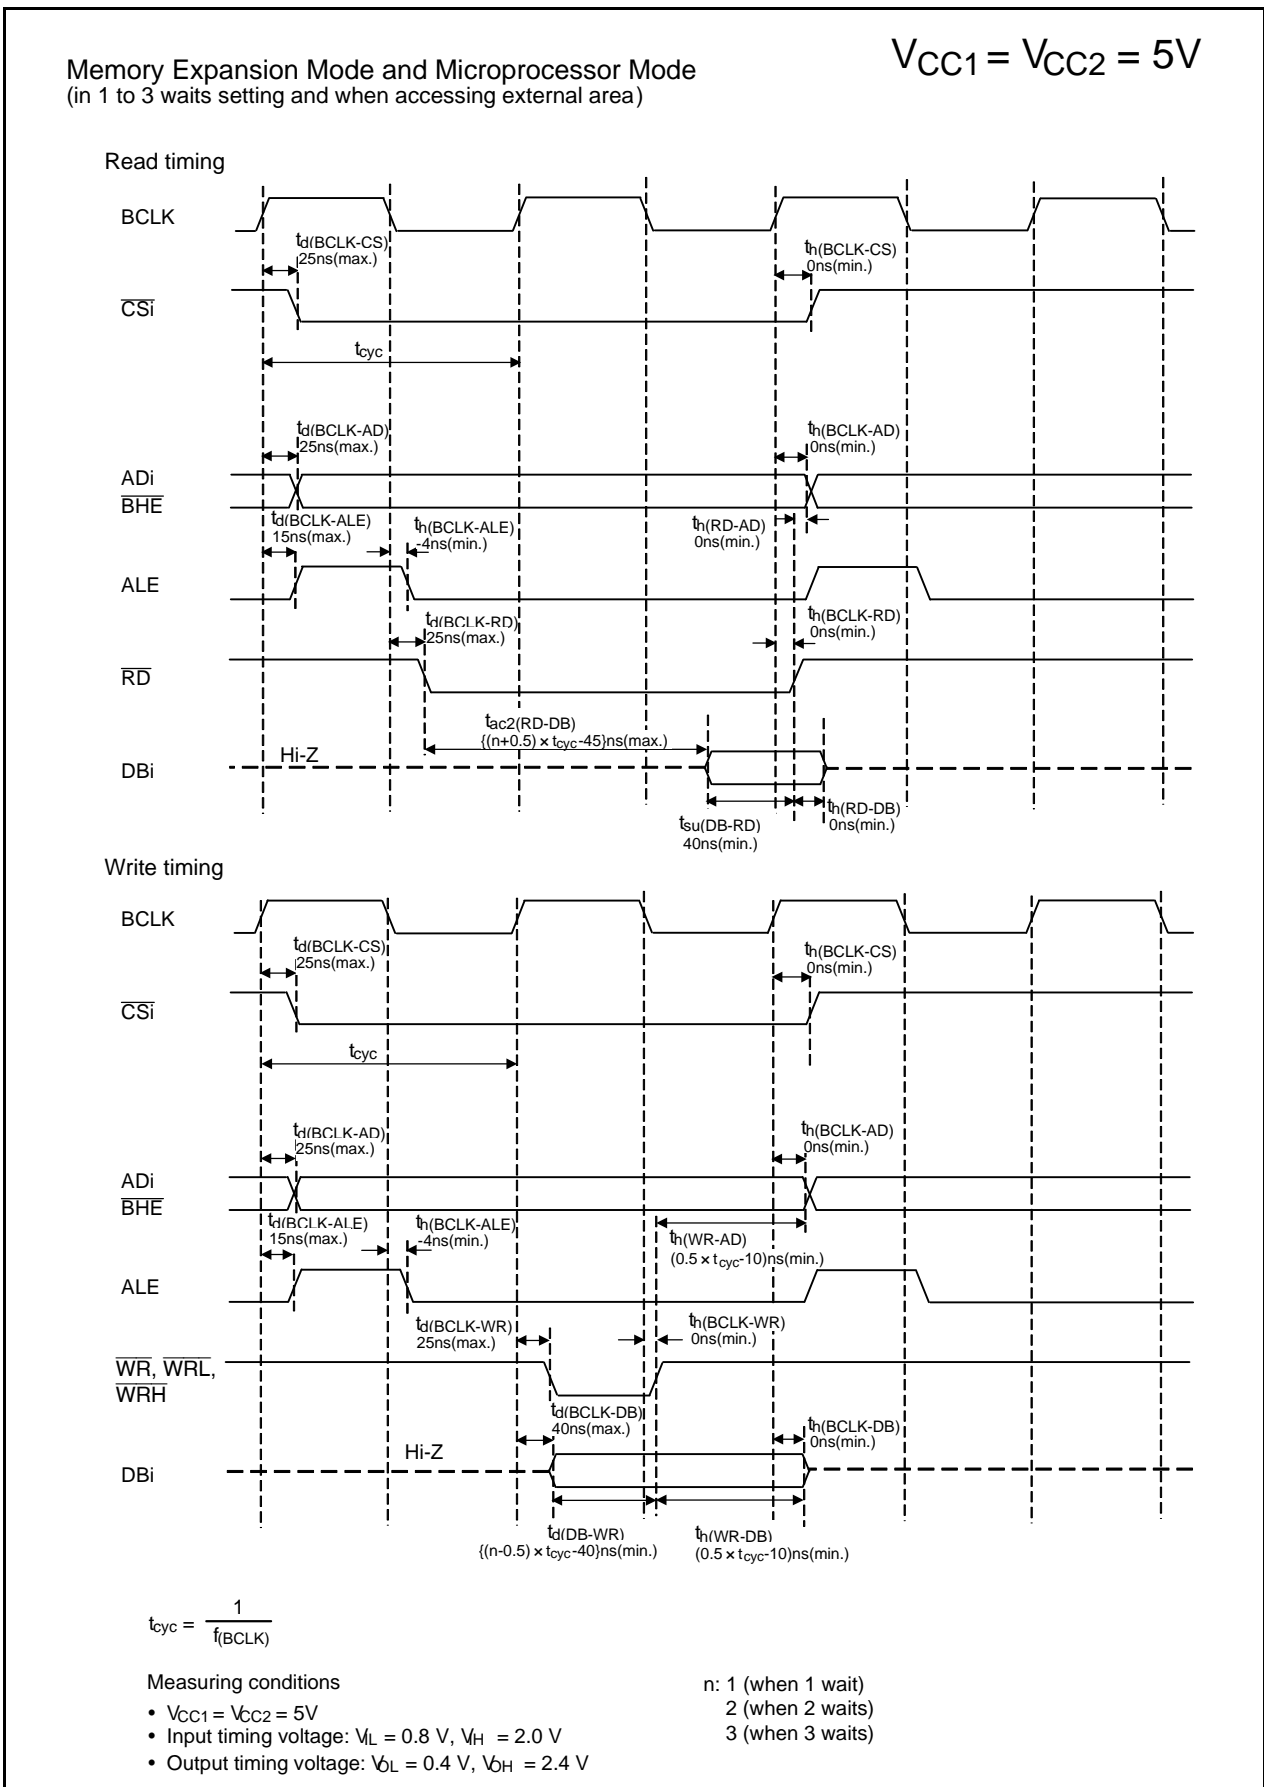 Memory Expansion Mode and Microprocessor Mode
(in 1 to 3 waits setting and when accessing external area)
VCC1 = VCC2 = 5V
Read timing
BCLK
td(BCLK-CS)
25ns(max.)
th(BCLK-CS)
0ns(min.)
CSi
tcyc
td(BCLK-AD)
25ns(max.)
th(BCLK-AD)
0ns(min.)
ADi
BHE
td(BCLK-ALE)
15ns(max.)
th(BCLK-ALE)
-4ns(min.)
th(RD-AD)
0ns(min.)
ALE
td(BCLK-RD)
25ns(max.)
th(BCLK-RD)
0ns(min.)
RD
tac2(RD-DB)
{(n+0.5) × tcyc-45}ns(max.)
Hi-Z
DBi
tsu(DB-RD)
40ns(min.)
th(RD-DB)
0ns(min.)
Write timing
BCLK
td(BCLK-CS)
25ns(max.)
th(BCLK-CS)
0ns(min.)
CSi
tcyc
td(BCLK-AD)
25ns(max.)
th(BCLK-AD)
0ns(min.)
ADi
BHE
td(BCLK-ALE)
15ns(max.)
th(BCLK-ALE)
-4ns(min.)
th(WR-AD)
(0.5 × tcyc-10)ns(min.)
ALE
td(BCLK-WR)
25ns(max.)
th(BCLK-WR)
0ns(min.)
WR, WRL,
WRH
td(BCLK-DB)
40ns(max.)
th(BCLK-DB)
0ns(min.)
Hi-Z
DBi
td(DB-WR)
{(n-0.5) × tcyc-40}ns(min.)
th(WR-DB)
(0.5 × tcyc-10)ns(min.)
tcyc = 1
f(BCLK)
Measuring conditions
• VCC1 = VCC2 = 5V
• Input timing voltage: VIL = 0.8 V, VIH = 2.0 V
• Output timing voltage: VOL = 0.4 V, VOH = 2.4 V
n: 1 (when 1 wait)
2 (when 2 waits)
3 (when 3 waits)